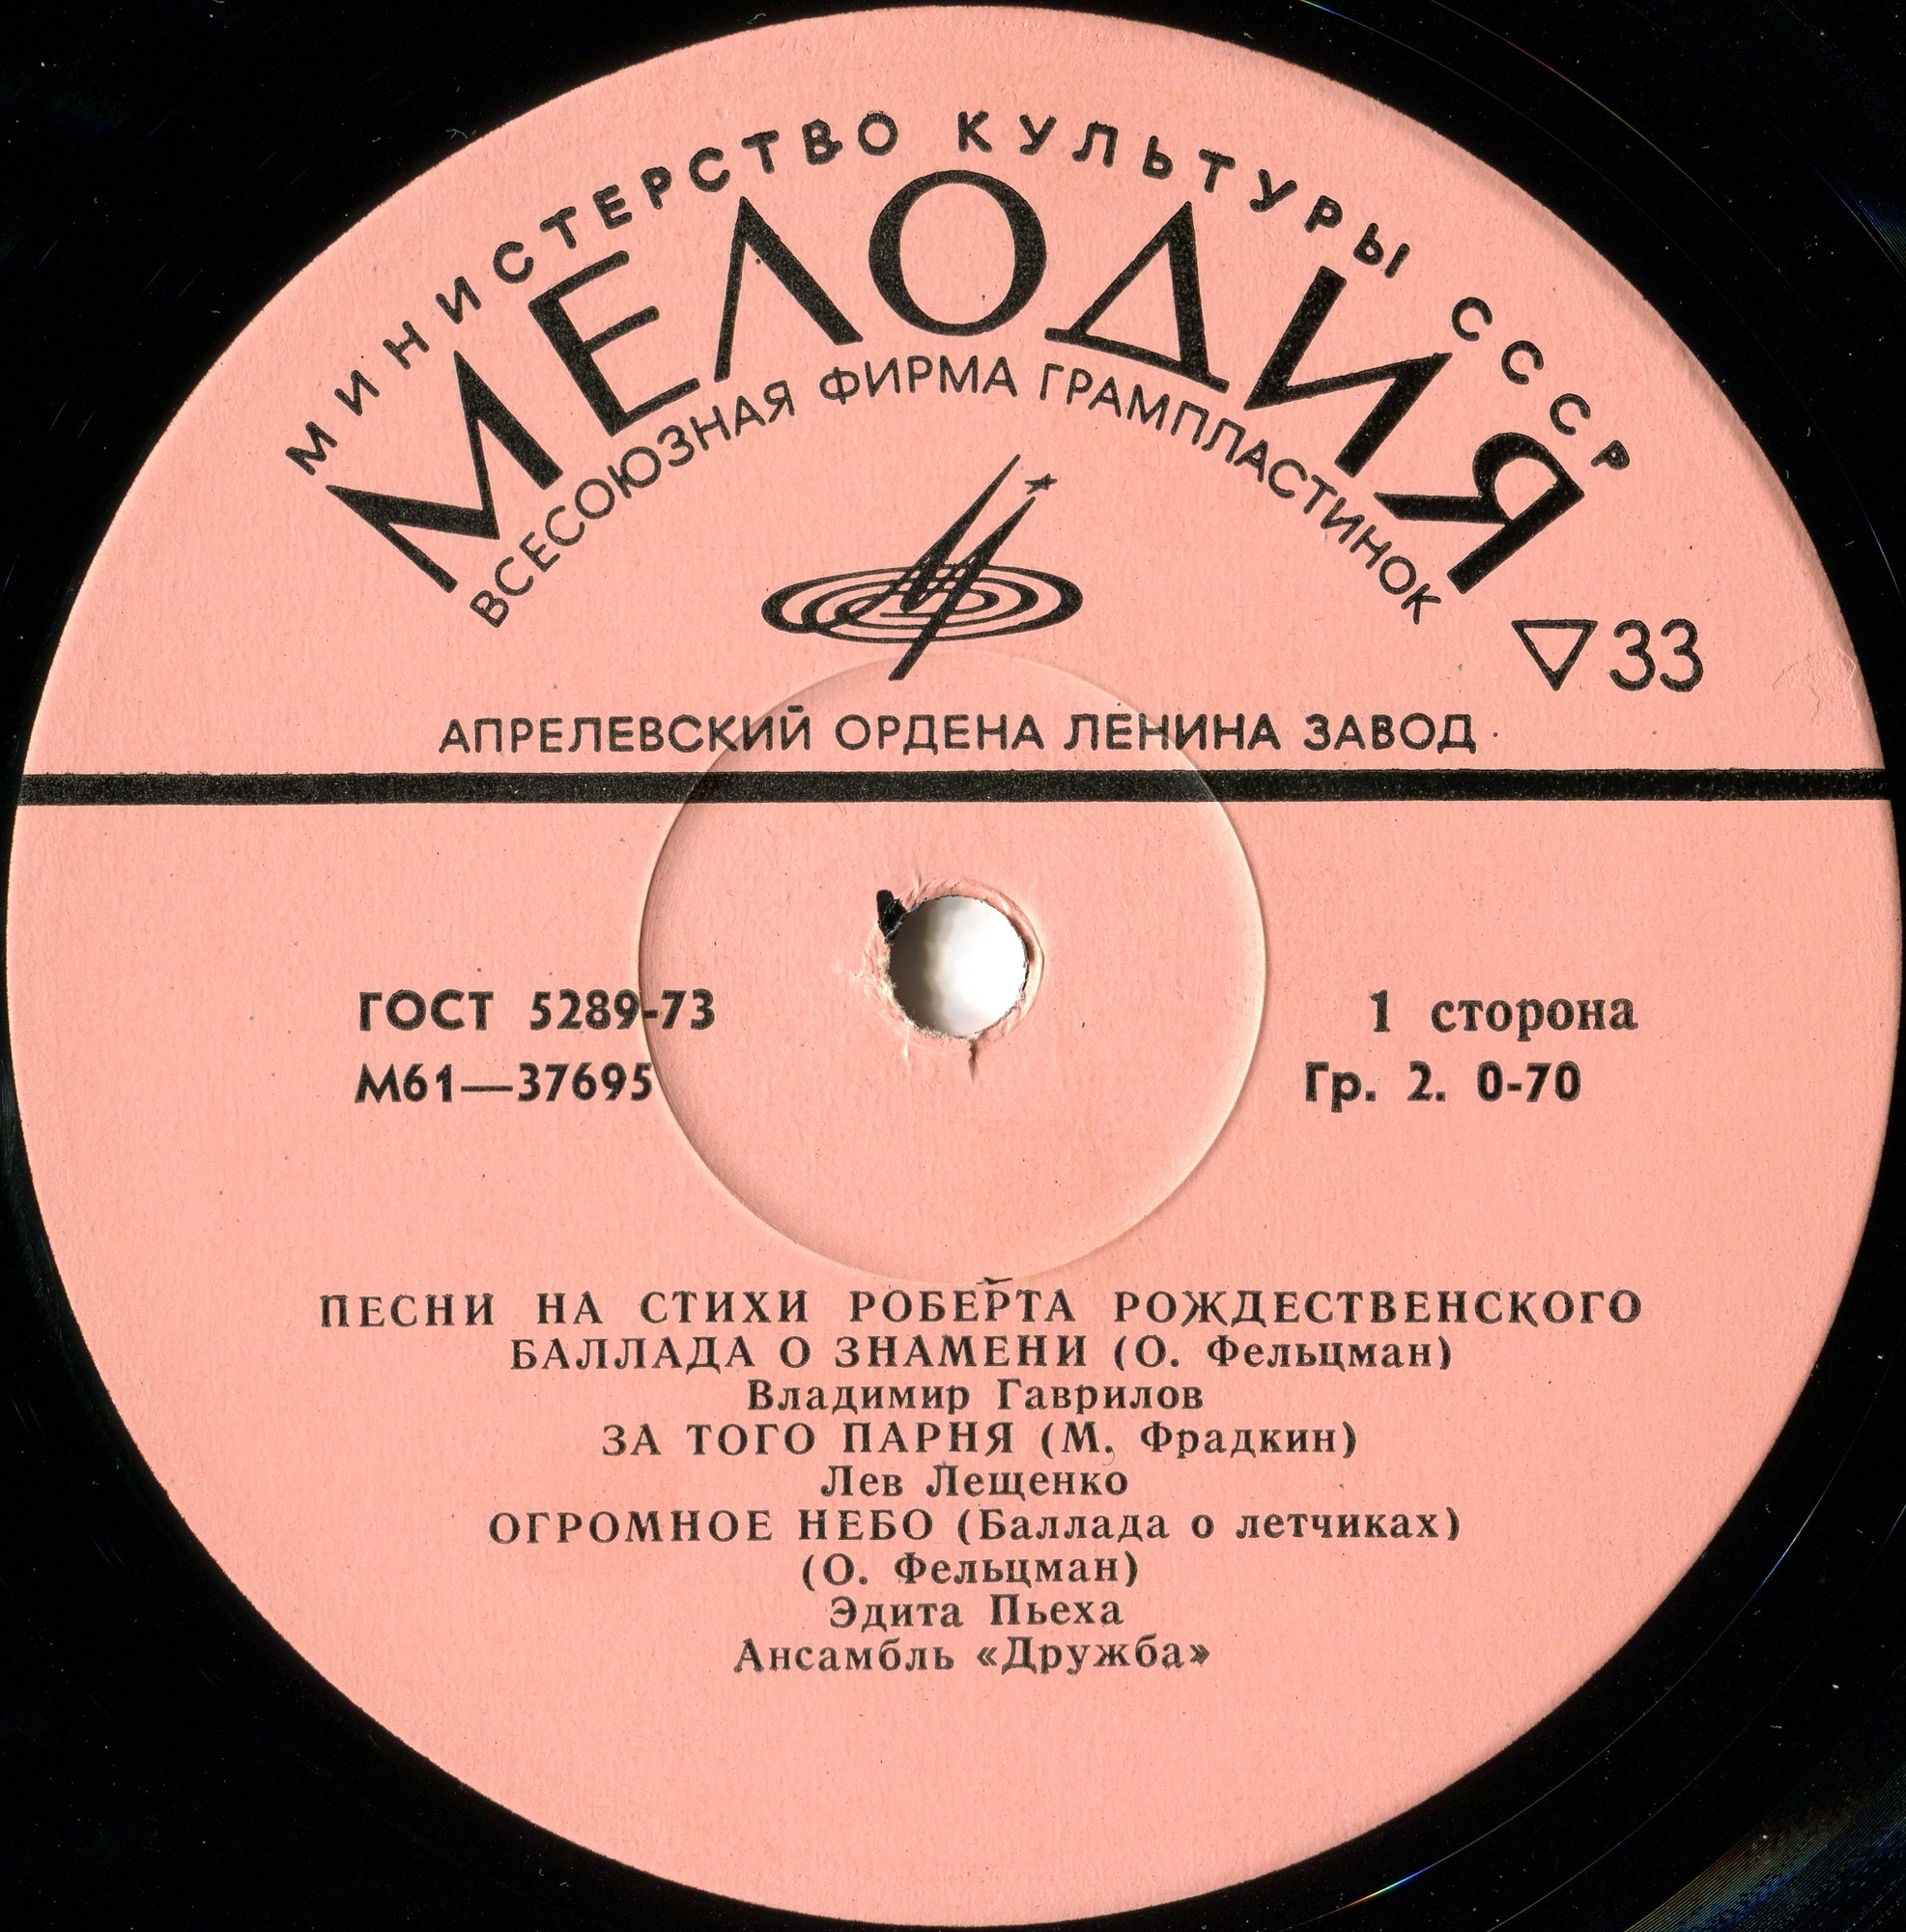 МИНИСТЕРСТВО КУЛЬТУРЫ СССР
МЕЛОДИЯ
ВСЕСОЮЗНАЯ ФИРМА ГРАМПЛАСТИНОК
33
АПРЕЛЕВСКИЙ ОРДЕНА ЛЕНИНА ЗАВОД
ГОСТ 5289-73
1 сторона
М61—37695
Гр. 2. 0-70
ПЕСНИ НА СТИХИ РОБЕРТА РОЖДЕСТВЕНСКОГО
БАЛЛАДА О ЗНАМЕНИ (О. Фельцман)
Владимир Гаврилов
ЗА ТОГО ПАРНЯ (М. Фрадкин)
Лев Лещенко
ОГРОМНОЕ НЕБО (Баллада о летчиках)
(О. Фельцман)
Эдита Пьеха
Ансамбль «Дружба»